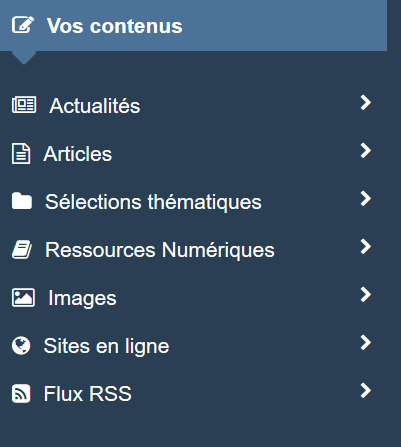 Vos contenus
Actualités
Articles
Sélections thématiques
Ressources Numériques
Images
Sites en ligne
Flux RSS